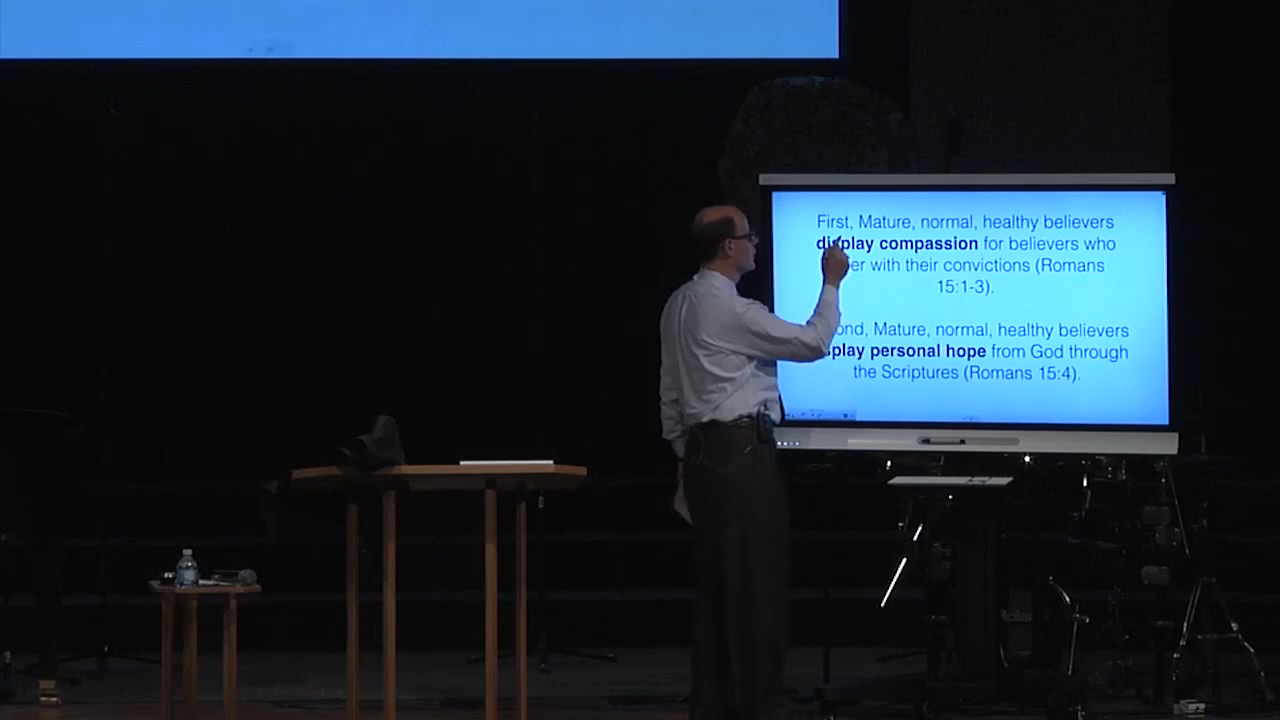 First, Mature, normal, healthy believers
display compassion for believers who
with their convictions (Romans
15:1-3).
Mature, normal, healthy believers
personal hope from God through
the Scriptures (Romans 15:4).
Roland